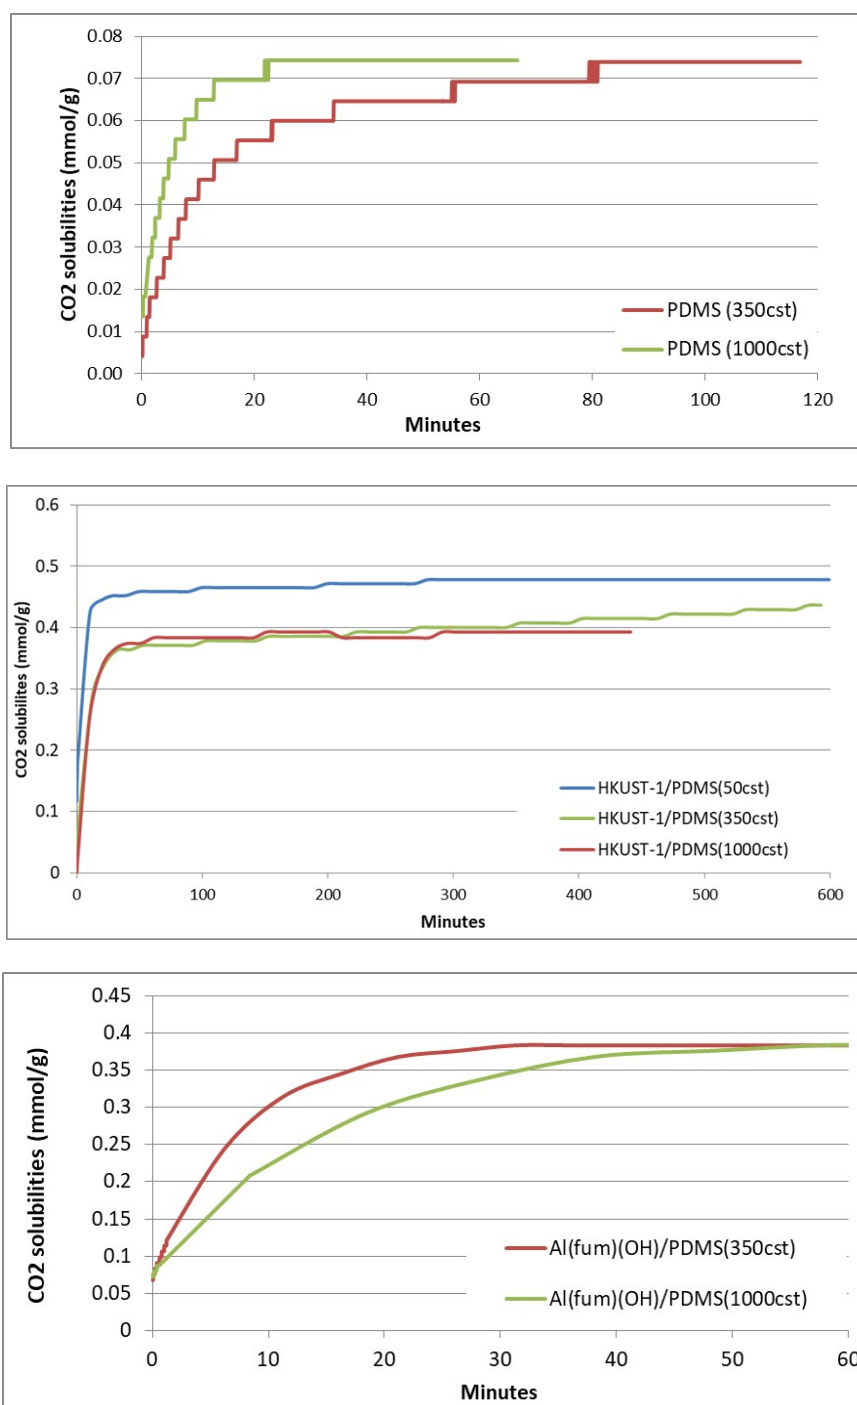 0.08
0.07
0.06
0.05
0.04
0.03
0.02
0.01
0.00
CO2 solubilities (mmol/g)
PDMS (350cst)
PDMS (1000cst)
0 20 40 60 80 100 120
Minutes
0.6
0.5
0.4
0.3
0.2
0.1
0
CO2 solubilites (mmol/g)
HKUST-1/PDMS(50cst)
HKUST-1/PDMS(350cst)
HKUST-1/PDMS(1000cst)
0 100 200 300 400 500 600
Minutes
0.45
0.4
0.35
0.3
0.25
0.2
0.15
0.1
0.05
0
CO2 solubilities (mmol/g)
Al(fum)(OH)/PDMS(350cst)
Al(fum)(OH)/PDMS(1000cst)
0 10 20 30 40 50 60
Minutes